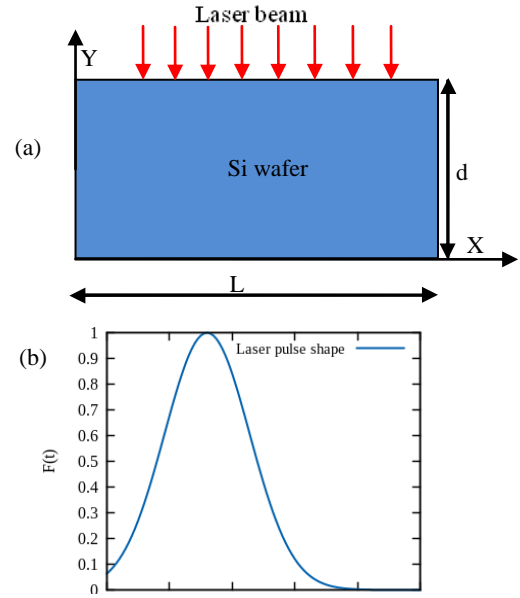 Laser beam
Y
(a)
Si wafer
d
X
L
(b)
1
Laser pulse shape
0.9
0.8
0.7
0.6
F(t)
0.5
0.4
0.3
0.2
0.1
0